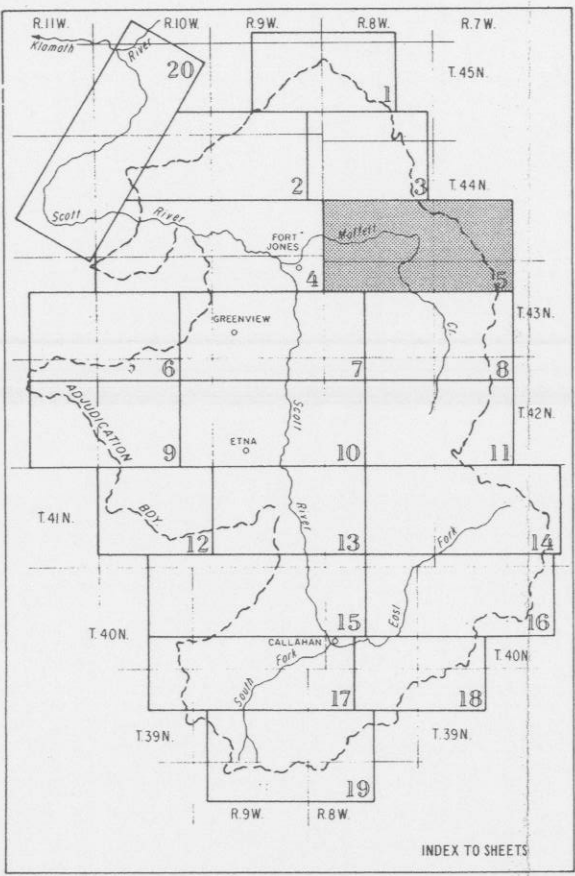 R.11W. R.10W. R.9W. R.8W. R.7W.
Klamath River
20
1
T.45N.
2
3
T.44N.
Scott River
FORT JONES
Moffett
4
5
T.43N.
GREENVIEW
Cr.
6
7
8
ADJUDICATION
Scott
T.42N.
ETNA
9
10
11
T.41N.
BDY.
River
Fork
12
13
14
East
T.40N.
15
16
CALLAHAN
Fork
T.40N
South
17
18
T.39N.
T.39N.
19
R.9W. R.8W.
INDEX TO SHEETS